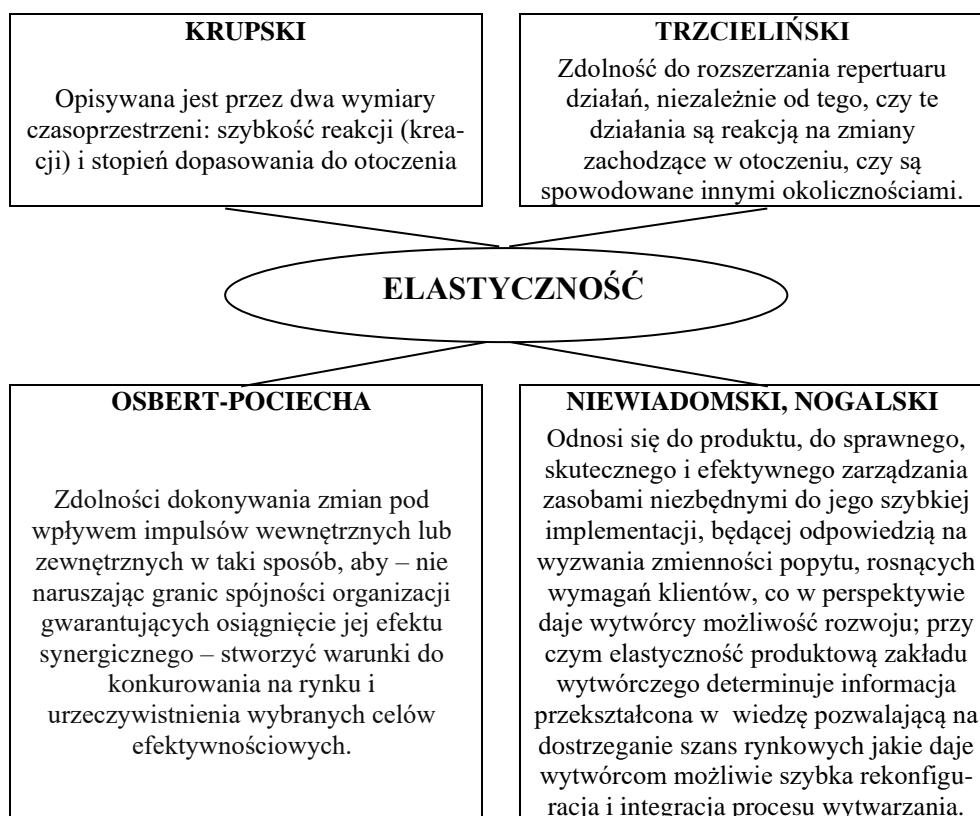 KRUPSKI
Opisywana jest przez dwa wymiary
czasoprzestrzeni: szybkość reakcji (krea-
cji) i stopień dopasowania do otoczenia
TRZCIELIŃSKI
Zdolność do rozszerzania repertuaru
działań, niezależnie od tego, czy te
działania są reakcją na zmiany
zachodzące w otoczeniu, czy są
spowodowane innymi okolicznościami.
ELASTYCZNOŚĆ
OSBERT-POCIECHA
Zdolności dokonywania zmian pod
wpływem impulsów wewnętrznych lub
zewnętrznych w taki sposób, aby – nie
naruszając granic spójności organizacji
gwarantujących osiągnięcie jej efektu
synergicznego – stworzyć warunki do
konkurowania na rynku i
urzeczywistnienia wybranych celów
efektywnościowych.
NIEWIADOMSKI, NOGALSKI
Odnosi się do produktu, do sprawnego,
skutecznego i efektywnego zarządzania
zasobami niezbędnymi do jego szybkiej
implementacji, będącej odpowiedzią na
wyzwania zmienności popytu, rosnących
wymagań klientów, co w perspektywie
daje wytwórcy możliwość rozwoju; przy
czym elastyczność produktową zakładu
wytwórczego determinuje informacja
przekształcona w wiedzę pozwalającą na
dostrzeganie szans rynkowych jakie daje
wytwórcom możliwie szybka rekonfigu-
racja i integracja procesu wytwarzania.